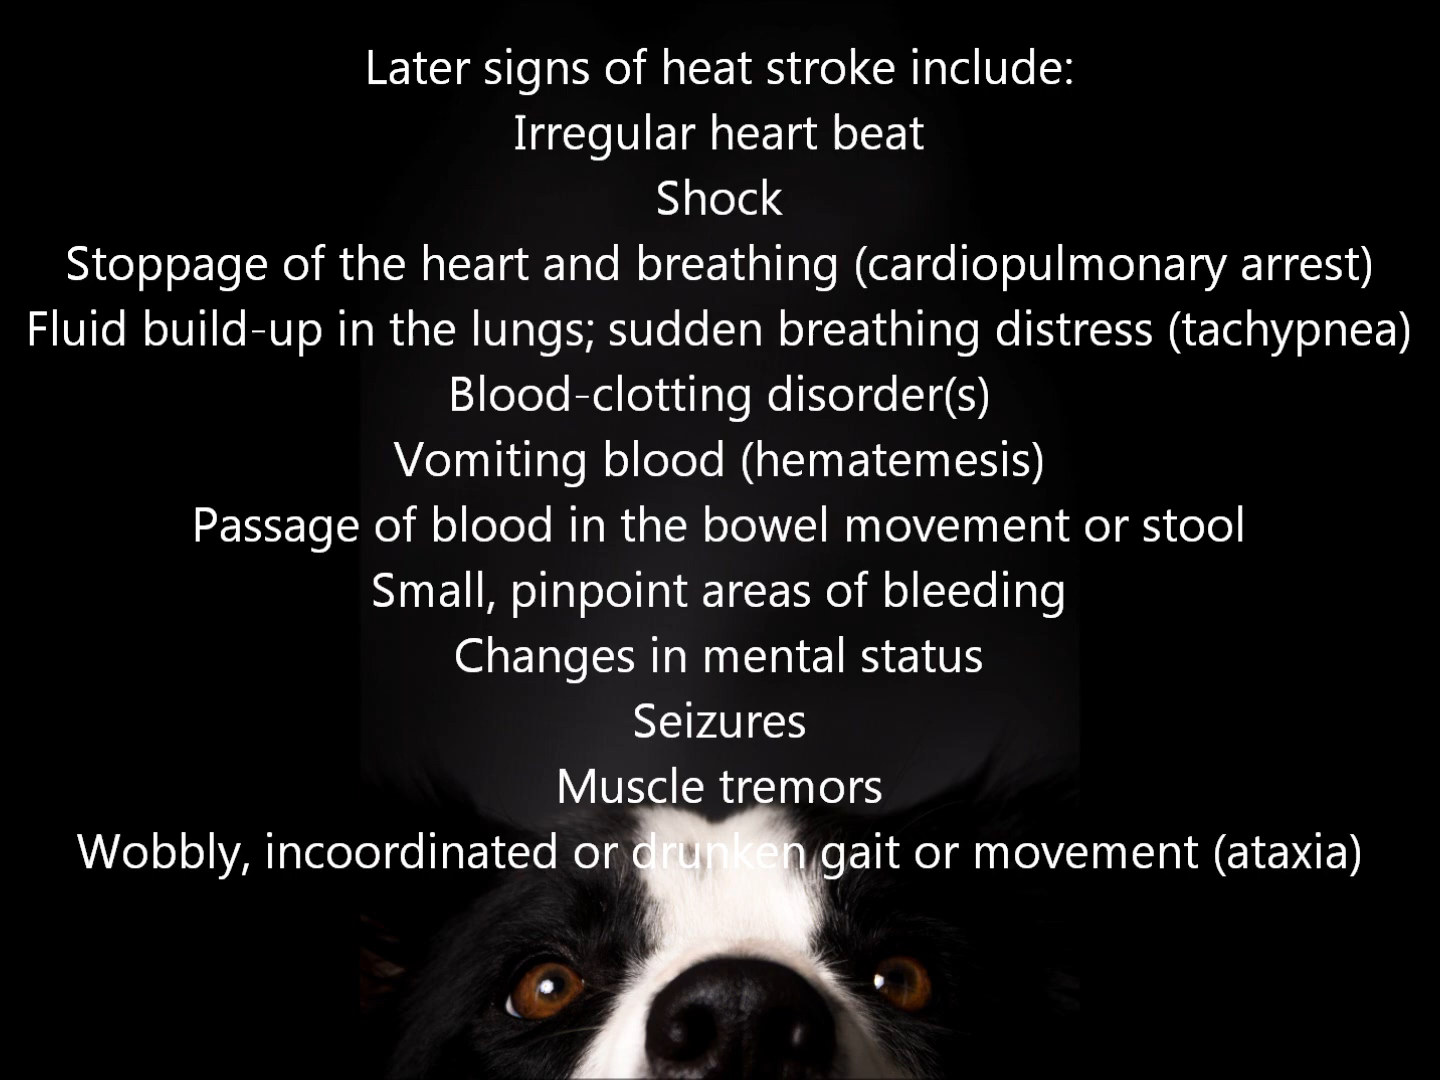 Later signs of heat stroke include:
Irregular heart beat
Shock
Stoppage of the heart and breathing (cardiopulmonary arrest)
Fluid build-up in the lungs; sudden breathing distress (tachypnea)
Blood-clotting disorder(s)
Vomiting blood (hematemesis)
Passage of blood in the bowel movement or stool
Small, pinpoint areas of bleeding
Changes in mental status
Seizures
Muscle tremors
Wobbly, incoordinated or drunken gait or movement (ataxia)